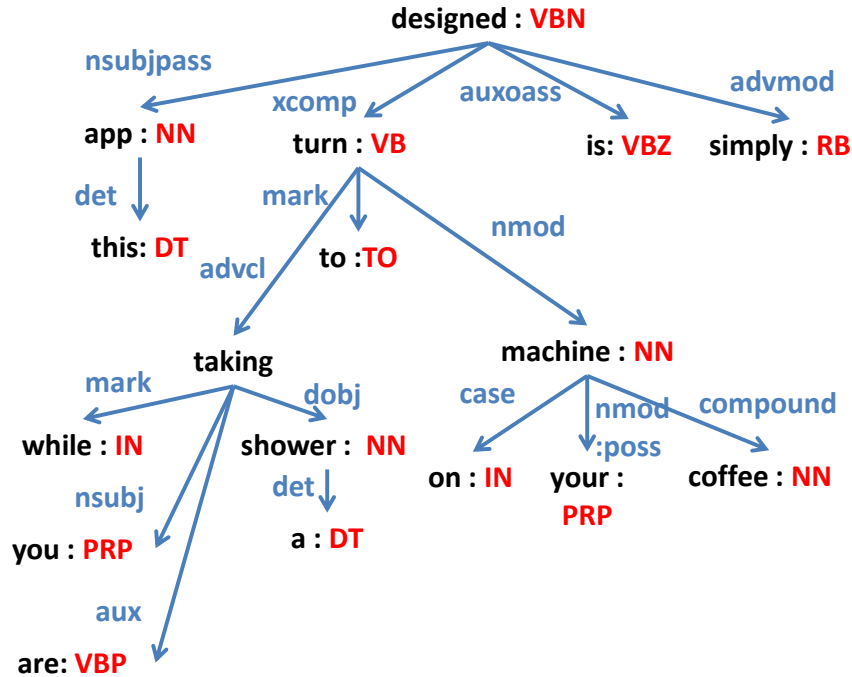 designed : VBN
nsubjpass
xcomp
auxoass
advmod
app : NN
turn : VB
is: VBZ
simply : RB
det
mark
nmod
this: DT
advcl
to :TO
taking
machine : NN
mark
dobj
case
nmod
:poss
compound
while : IN
shower : NN
on : IN
your :
PRP
coffee : NN
nsubj
det
you : PRP
a : DT
aux
are: VBP